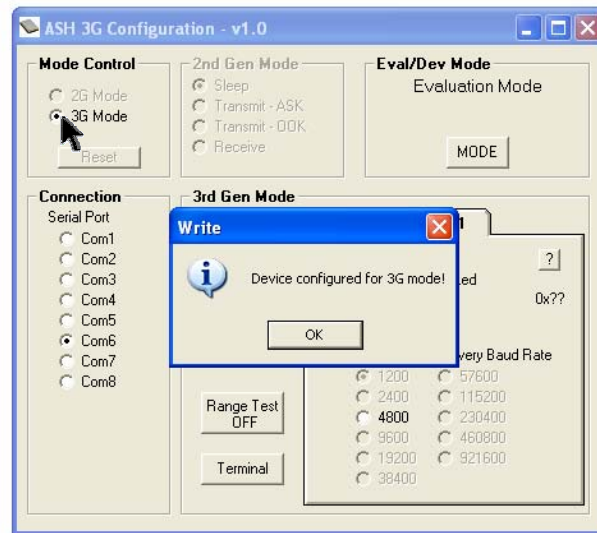 ASH 3G Configuration - v1.0
Mode Control
2G Mode
3G Mode
Reset
2nd Gen Mode
Sleep
Transmit - ASK
Transmit - OOK
Receive
Eval/Dev Mode
Evaluation Mode
MODE
Connection
Serial Port
Com1
Com2
Com3
Com4
Com5
Com6
Com7
Com8
3rd Gen Mode
Write
Device configured for 3G mode!
OK
1
?
led
0x??
very Baud Rate
1200
2400
4800
9600
19200
38400
57600
115200
230400
460800
921600
Range Test
OFF
Terminal